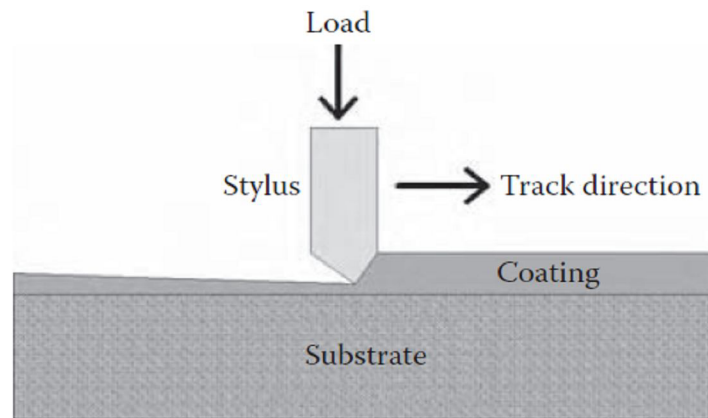 Load
Stylus
Track direction
Coating
Substrate